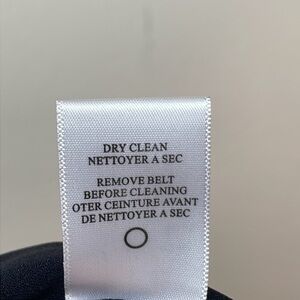 DRY CLEAN
NETTOYER A SEC
REMOVE BELT
BEFORE CLEANING
OTER CEINTURE AVANT
DE NETTOYER A SEC